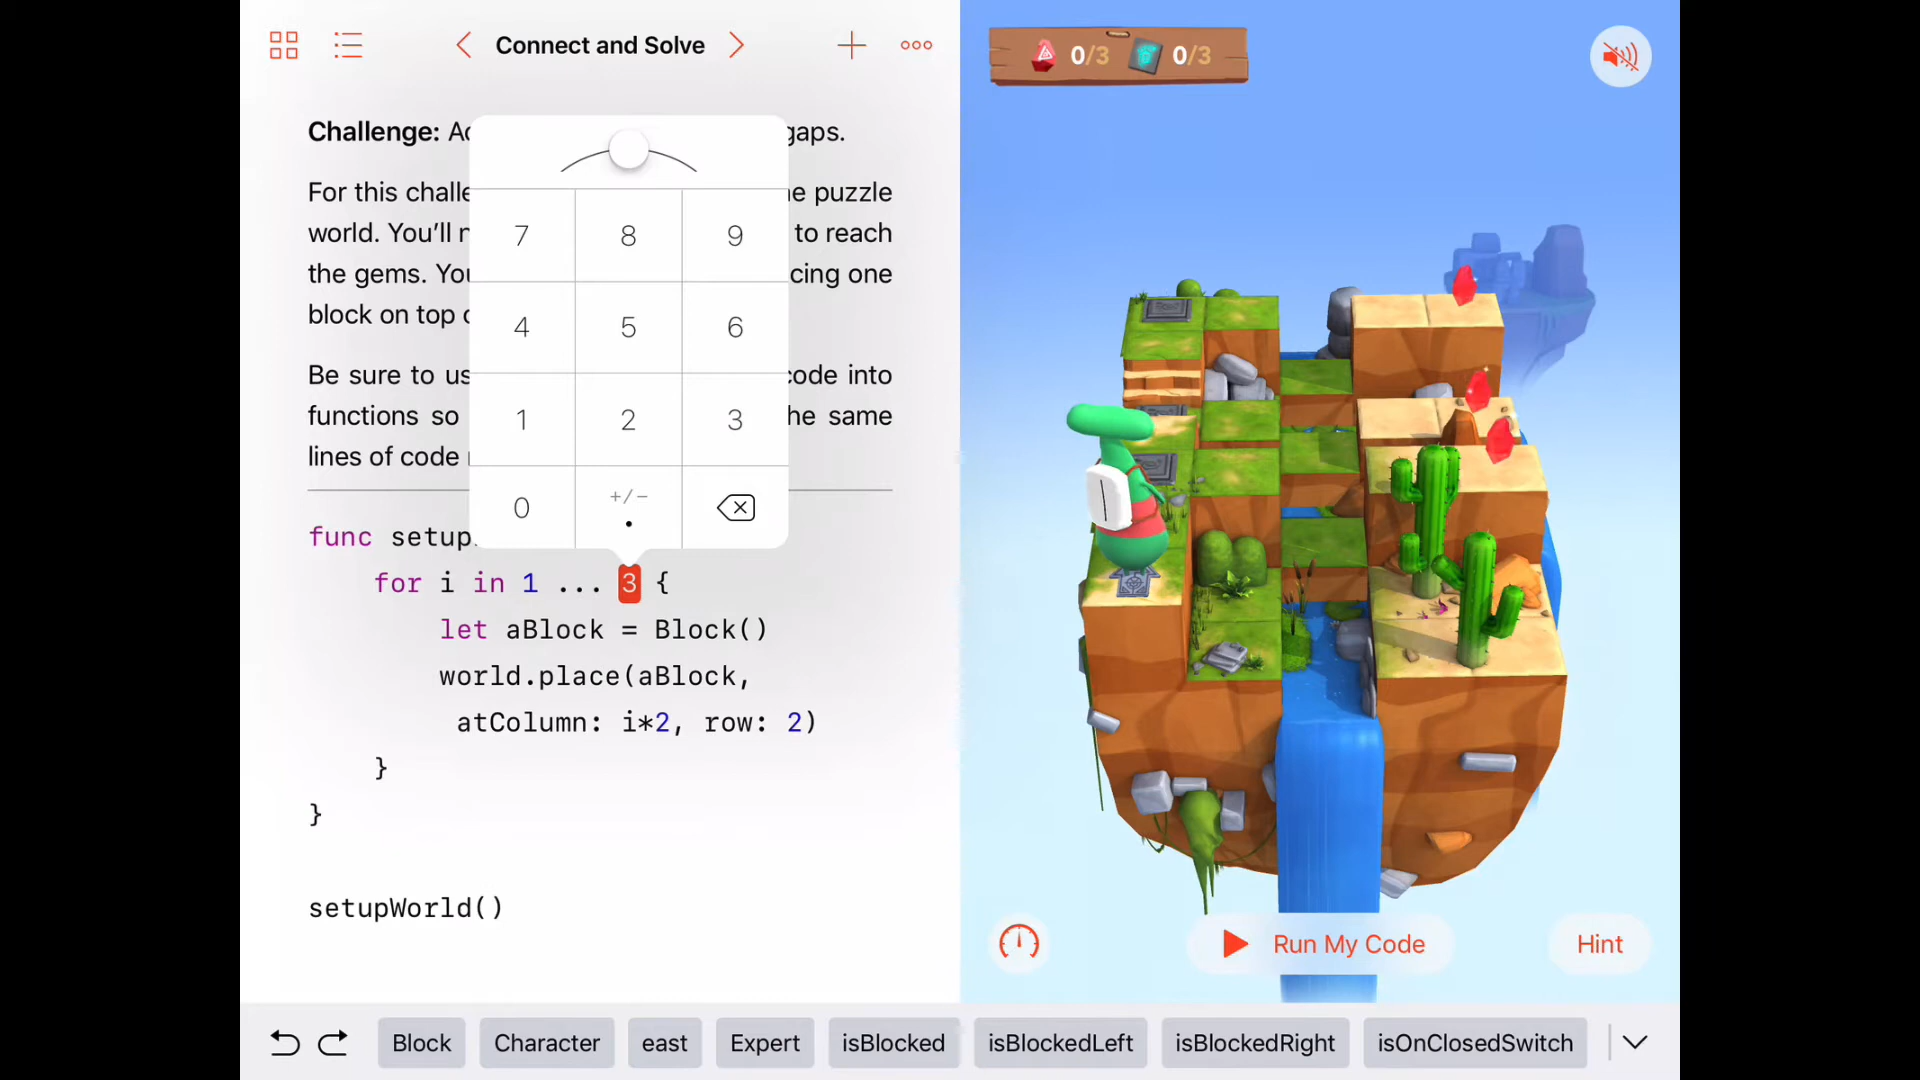 Connect and Solve
Challenge: Ac gaps.
For this challe e puzzle
world. You'll to reach
the gems. You cing one
block on top
Be sure to us code into
functions so he same
lines of code
7 8 9
4 5 6
1 2 3
0 +/− .
func setup
for i in 1 ... 3 {
let aBlock = Block()
world.place(aBlock,
atColumn: i*2, row: 2)
}
}
setupWorld()
0/3 0/3
Run My Code
Hint
Block Character east Expert isBlocked isBlockedLeft isBlockedRight isOnClosedSwitch